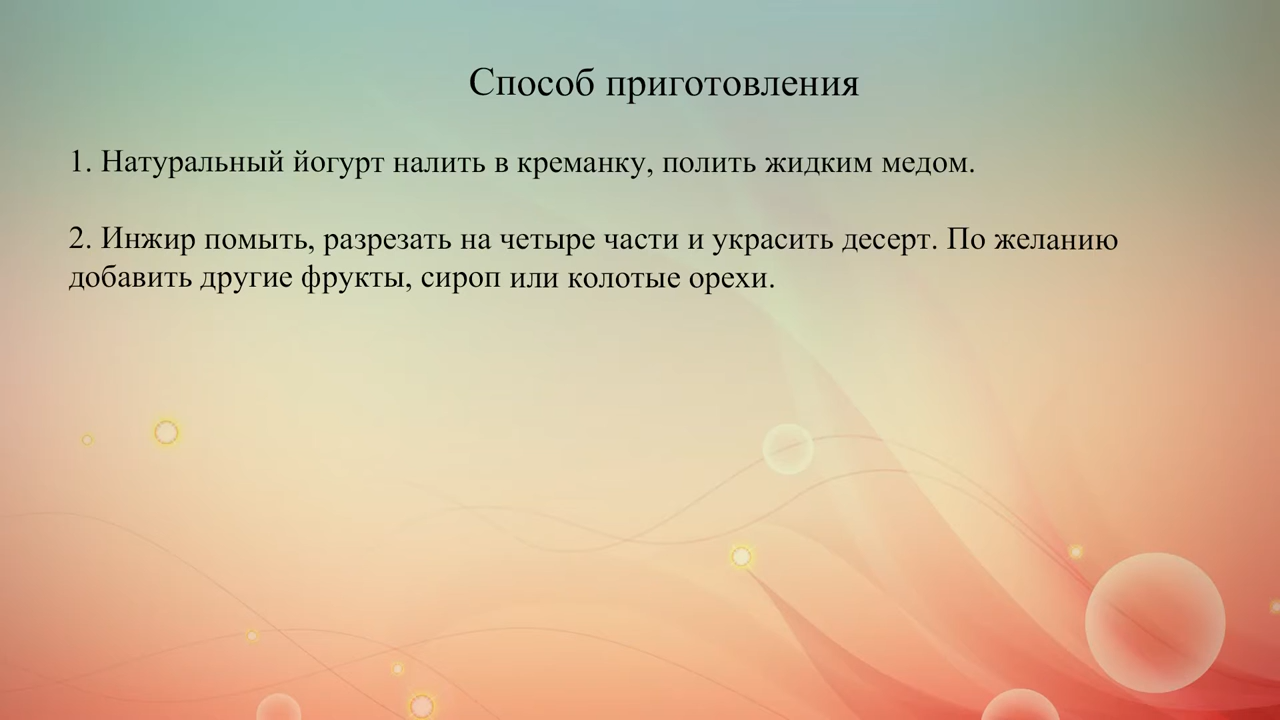 Способ приготовления
1. Натуральный йогурт налить в креманку, полить жидким медом.
2. Инжир помыть, разрезать на четыре части и украсить десерт. По желанию
добавить другие фрукты, сироп или колотые орехи.